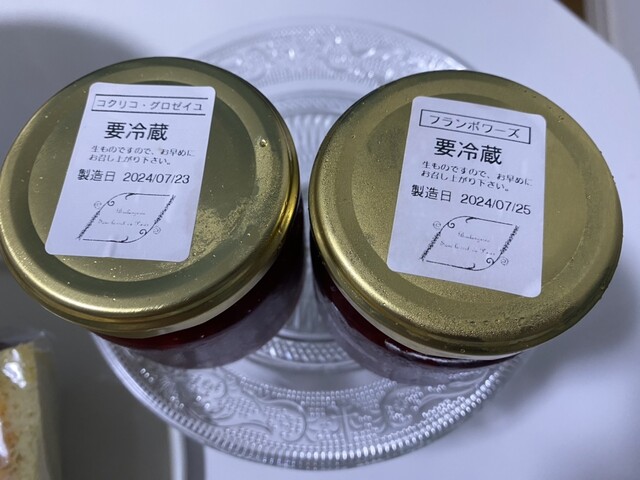 コクリコ・グロゼイユ
要冷蔵
生ものですので、お早めに
お召し上がり下さい。
製造日 2024/07/23
フランボワーズ
要冷蔵
生ものですので、お早めに
お召し上がり下さい。
製造日 2024/07/25